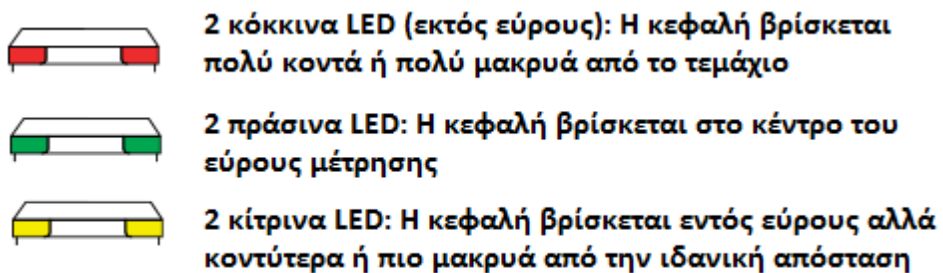 2 κόκκινα LED (εκτός εύρους): Η κεφαλή βρίσκεται
πολύ κοντά ή πολύ μακρυά από το τεμάχιο
2 πράσινα LED: Η κεφαλή βρίσκεται στο κέντρο του
εύρους μέτρησης
2 κίτρινα LED: Η κεφαλή βρίσκεται εντός εύρους αλλά
κοντύτερα ή πιο μακρυά από την ιδανική απόσταση